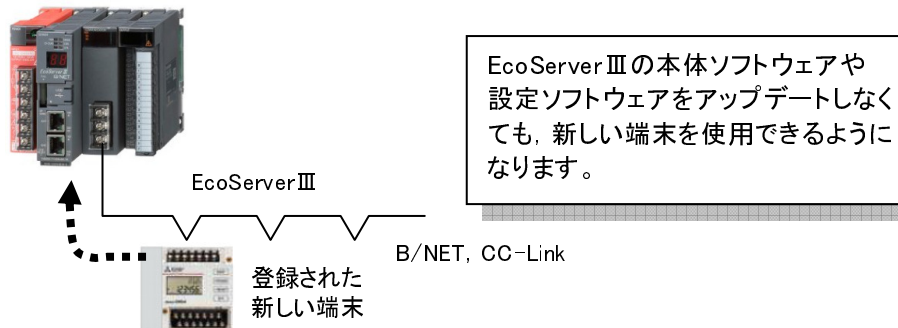 EcoServerⅢの本体ソフトウェアや
設定ソフトウェアをアップデートしなく
ても, 新しい端末を使用できるように
なります。
EcoServerⅢ
B/NET, CC-Link
登録された
新しい端末